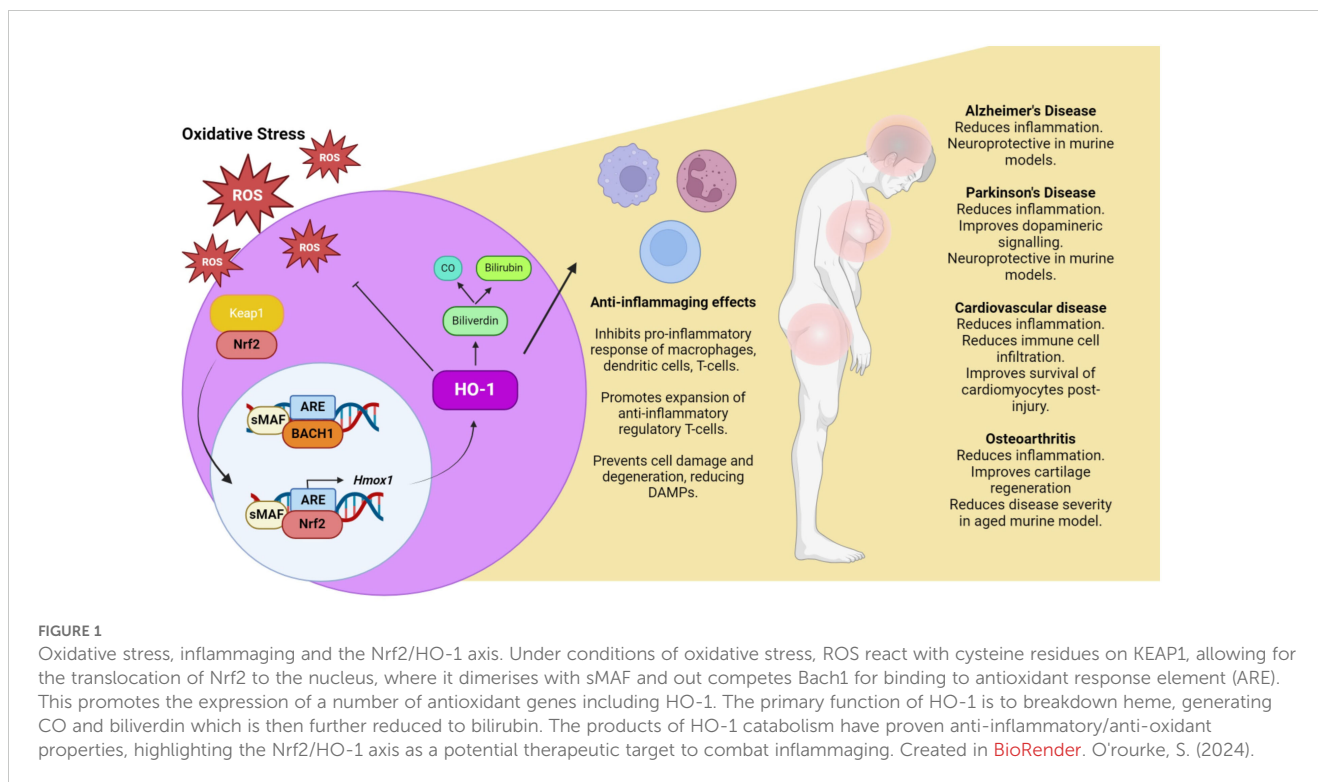 Oxidative Stress
ROS
ROS
ROS
ROS
Keap1
Nrf2
sMAF
ARE
BACH1
Hmox1
sMAF
ARE
Nrf2
CO
Bilirubin
Biliverdin
HO-1
Anti-inflammaging effects
Inhibits pro-inflammatory
response of macrophages,
dendritic cells, T-cells.
Promotes expansion of
anti-inflammatory
regulatory T-cells.
Prevents cell damage and
degeneration, reducing
DAMPs.
Alzheimer's Disease
Reduces inflammation.
Neuroprotective in murine
models.
Parkinson's Disease
Reduces inflammation.
Improves dopamineric
signalling.
Neuroprotective in murine
models.
Cardiovascular disease
Reduces inflammation.
Reduces immune cell
infiltration.
Improves survival of
cardiomyocytes post-
injury.
Osteoarthritis
Reduces inflammation.
Improves cartilage
regeneration
Reduces disease severity
in aged murine model.
FIGURE 1
Oxidative stress, inflammaging and the Nrf2/HO-1 axis. Under conditions of oxidative stress, ROS react with cysteine residues on KEAP1, allowing for
the translocation of Nrf2 to the nucleus, where it dimerises with sMAF and out competes Bach1 for binding to antioxidant response element (ARE).
This promotes the expression of a number of antioxidant genes including HO-1. The primary function of HO-1 is to breakdown heme, generating
CO and biliverdin which is then further reduced to bilirubin. The products of HO-1 catabolism have proven anti-inflammatory/anti-oxidant
properties, highlighting the Nrf2/HO-1 axis as a potential therapeutic target to combat inflammaging. Created in BioRender. O'rourke, S. (2024).